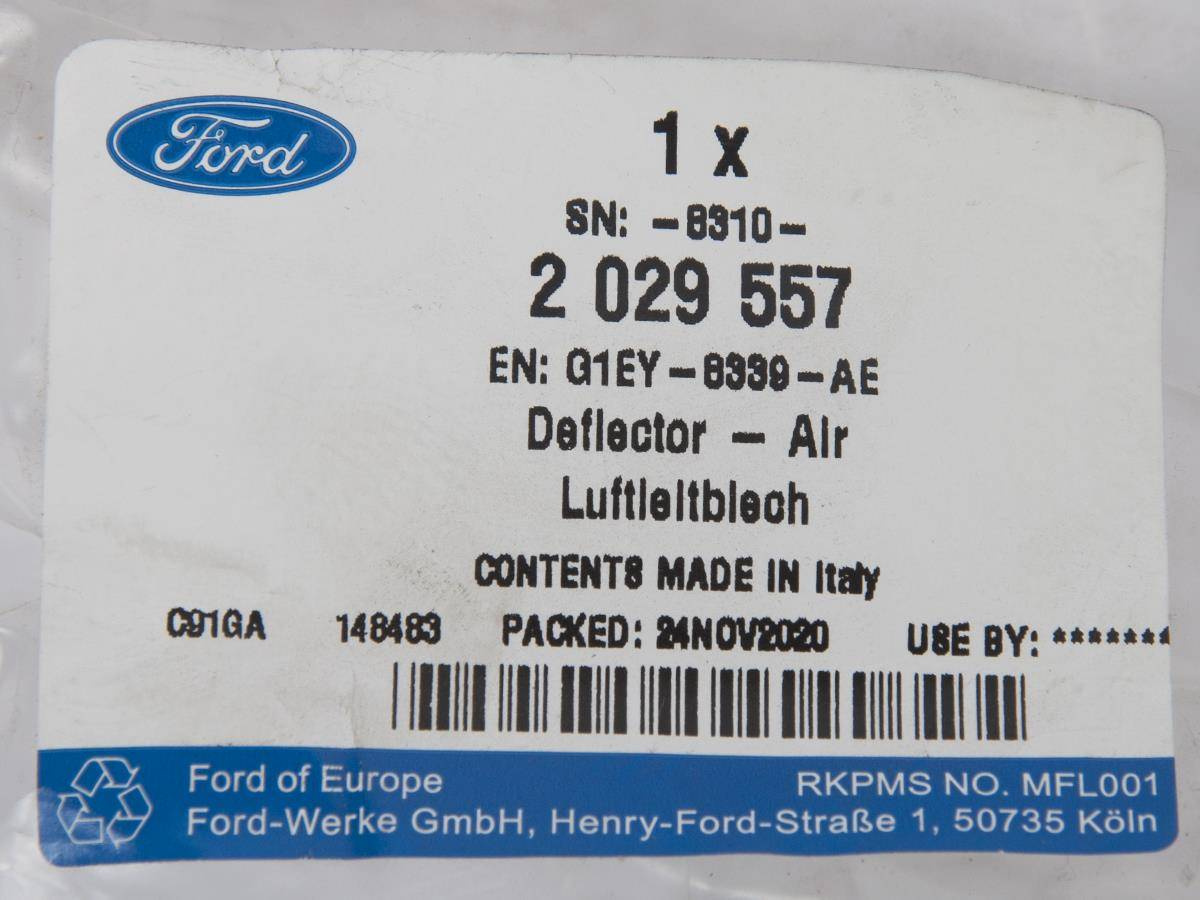 Ford
1 x
SN: -8310-
2 029 557
EN: G1EY-8339-AE
Deflector - Air
Luftleitblech
CONTENTS MADE IN Italy
C91GA 148483 PACKED: 24NOV2020 USE BY: *******
Ford of Europe RKPMS NO. MFL001
Ford-Werke GmbH, Henry-Ford-Straße 1, 50735 Köln